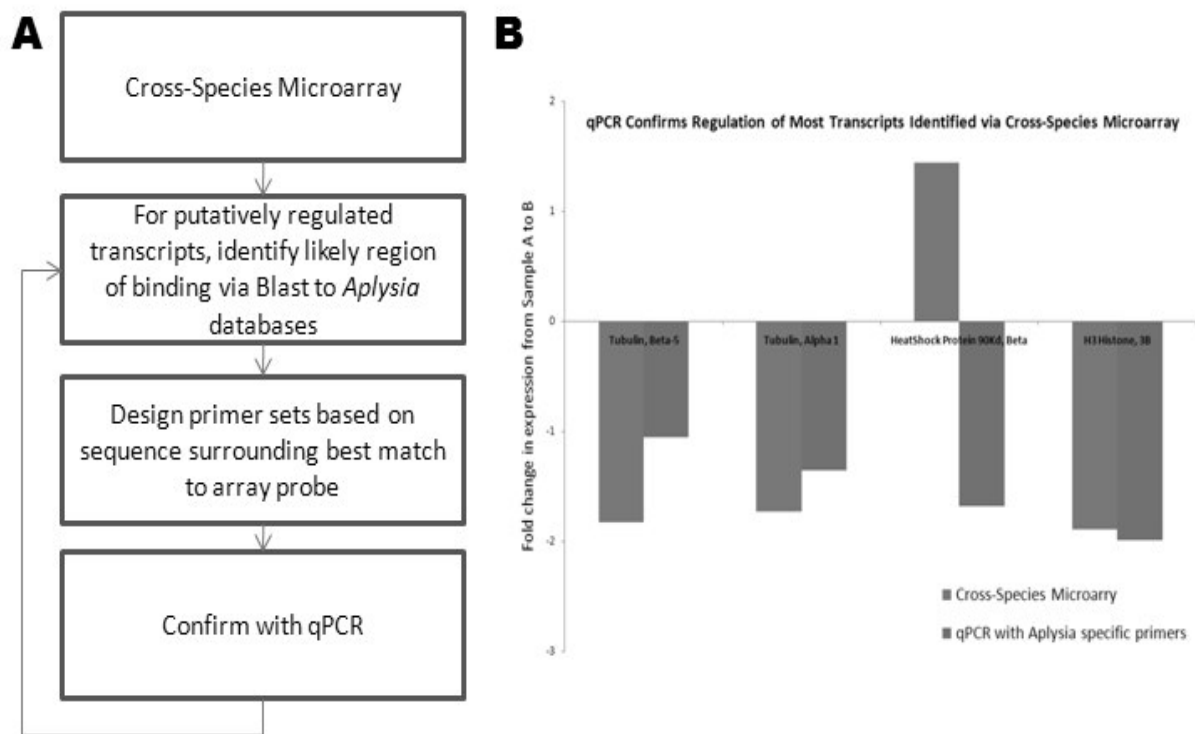 A
Cross-Species Microarray
For putatively regulated
transcripts, identify likely region
of binding via Blast to Aplysia
databases
Design primer sets based on
sequence surrounding best match
to array probe
Confirm with qPCR
B
qPCR Confirms Regulation of Most Transcripts Identified via Cross-Species Microarray
Fold change in expression from Sample A to B
2
1
0
-1
-2
-3
Tubulin, Beta-5
Tubulin, Alpha 1
HeatShock Protein 90Kd, Beta
H3 Histone, 3B
Cross-Species Microarry
qPCR with Aplysia specific primers